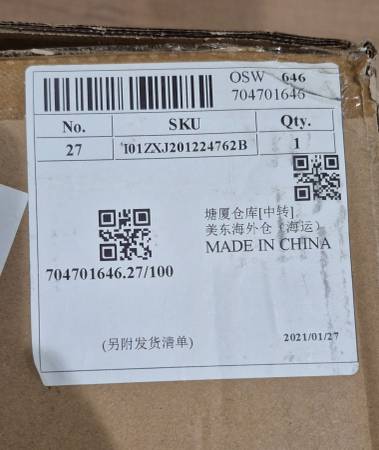 OSW 646
704701646
No. SKU Qty.
27 I01ZXJ201224762B 1
塘厦仓库[中转]
美东海外仓（海运）
MADE IN CHINA
704701646.27/100
(另附发货清单)
2021/01/27